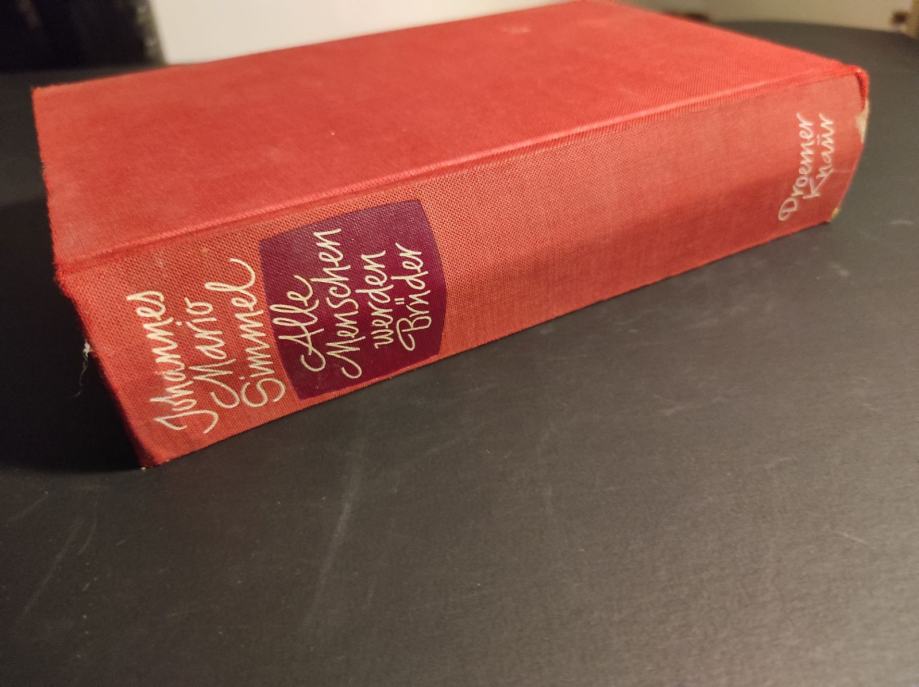 Johannes
Mario
Simmel
Alle
Menschen
werden
Brüder
Droemer
Knaur